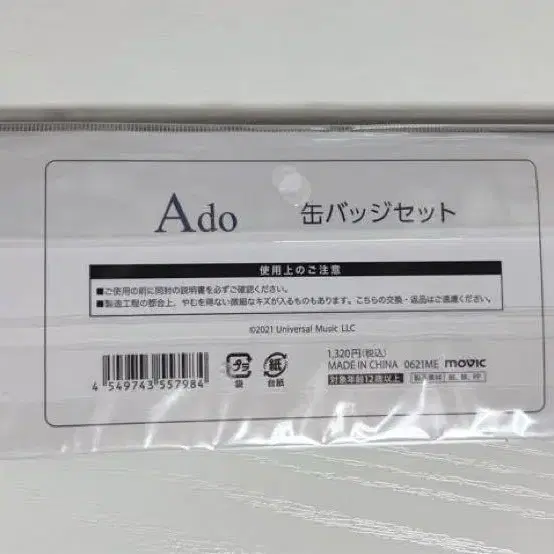 Ado 缶バッジセット
使用上のご注意
■ご使用の前に同封の説明書を必ずご確認ください。
■製造工程の都合上、やむを得ない微細なキズが入るものもあります。こちらの交換・返品はご遠慮ください。
©2021 Universal Music LLC
4 549743 557984
プラ
袋
紙
台紙
1,320円(税込)
MADE IN CHINA 0621ME movic
対象年齢12歳以上